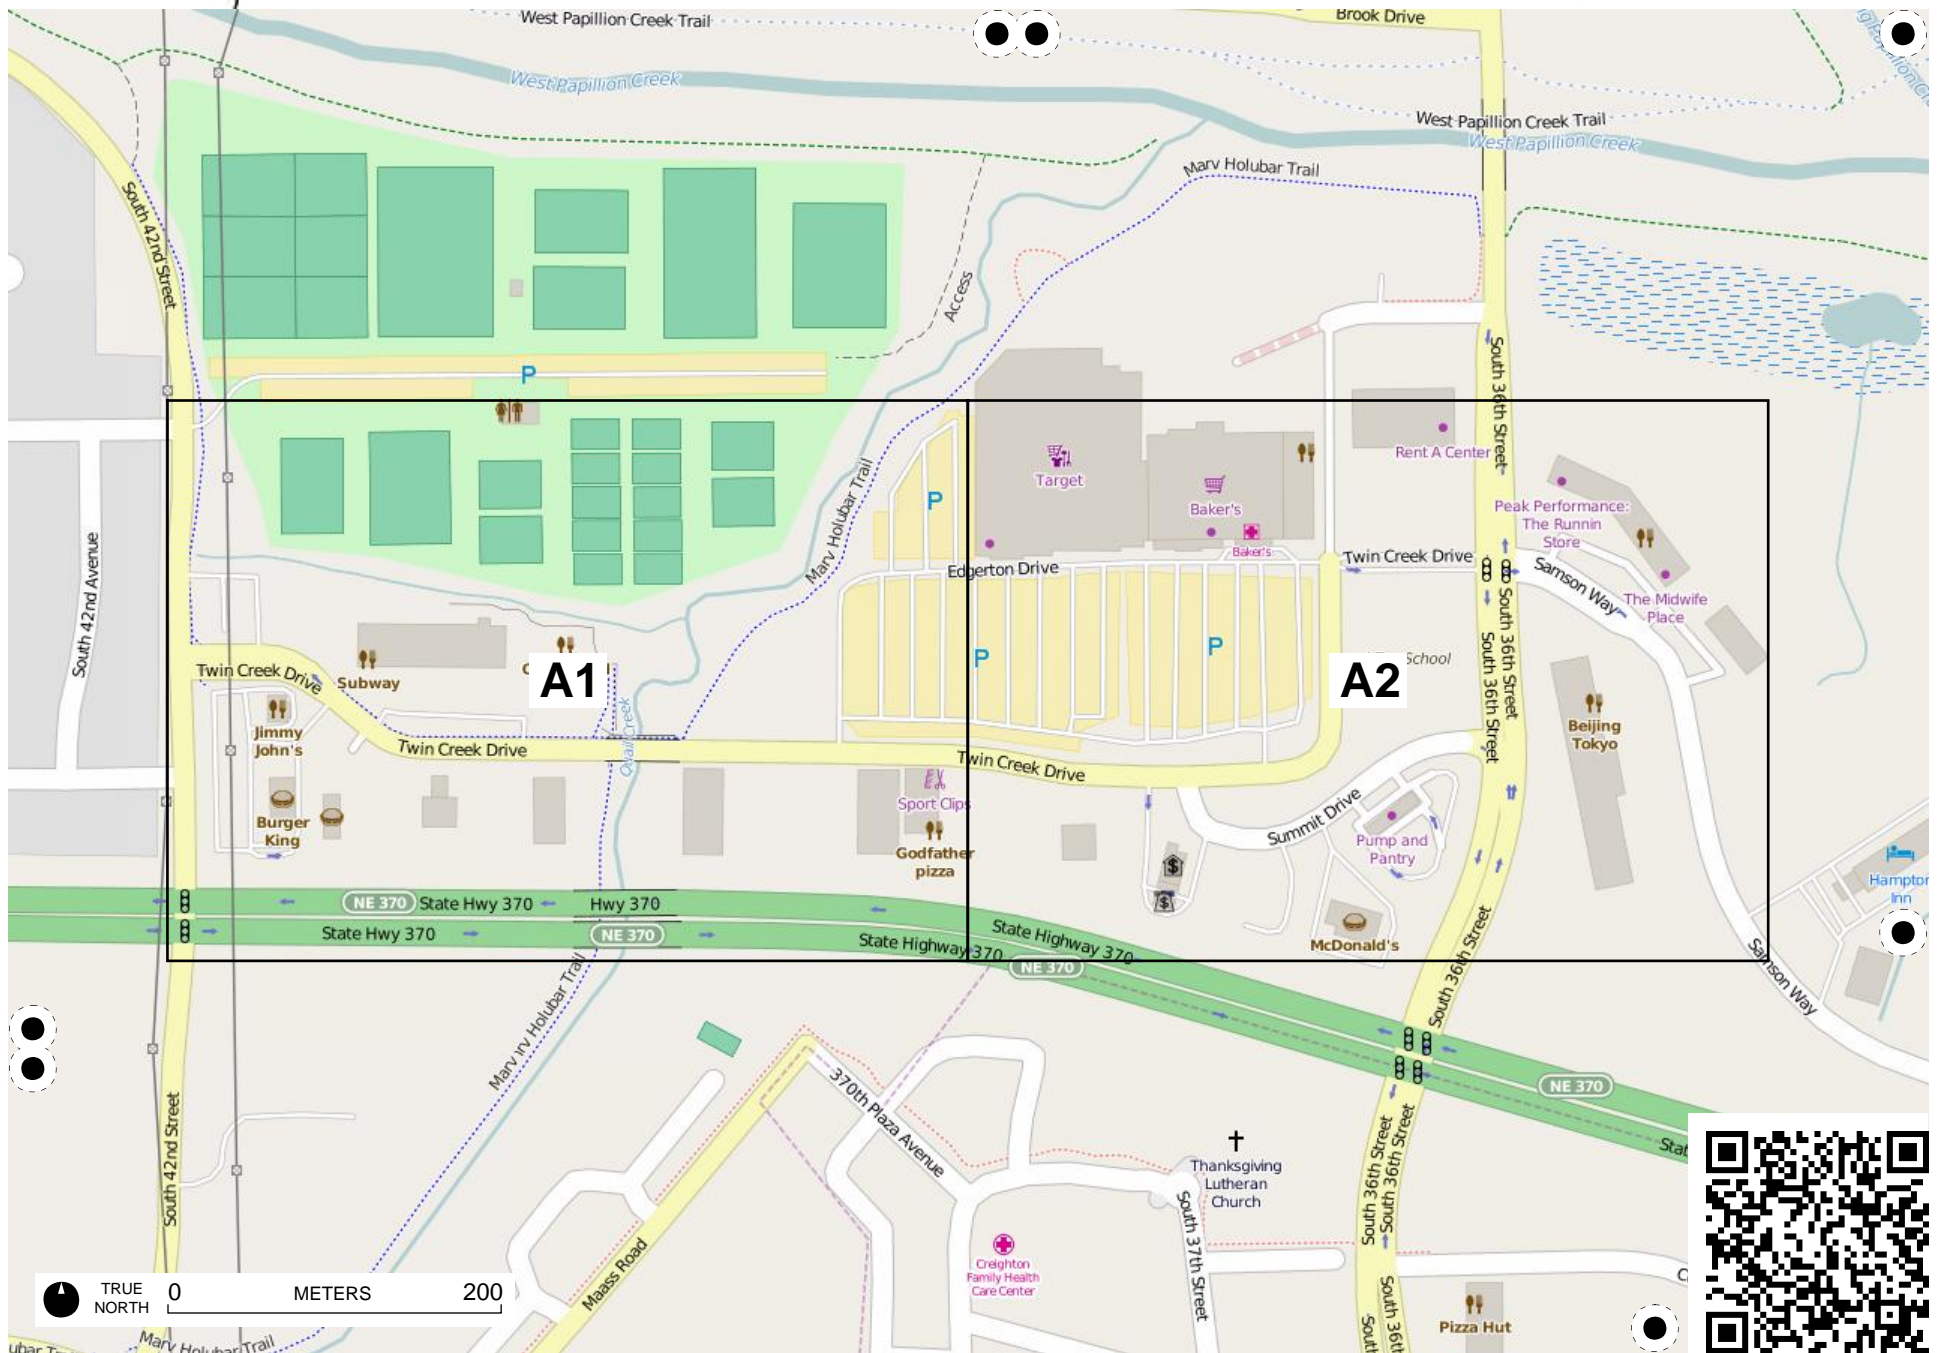 West Papillion Creek Trail
Brook Drive
West Papillion Creek
West Papillion Creek Trail
West Papillion Creek
Marv Holubar Trail
South 42nd Street
Access
South 36th Street
P
Rent A Center
Target
Baker's
Baker's
P
Peak Performance:
The Runnin
Store
Marv Holubar Trail
South 42nd Avenue
Edgerton Drive
Twin Creek Drive
Samson Way
The Midwife
Place
South 36th Street
South 36th Street
P
P
A1
A2
School
Twin Creek Drive
Subway
Jimmy
John's
Quail Creek
Beijing
Tokyo
Twin Creek Drive
Twin Creek Drive
Sport Clips
Burger
King
Godfather
pizza
Summit Drive
Pump and
Pantry
Hampton
Inn
NE 370
State Hwy 370
Hwy 370
State Hwy 370
NE 370
State Highway 370
State Highway 370
NE 370
McDonald's
South 36th Street
Samson Way
Marv Holubar Trail
NE 370
370th Plaza Avenue
South 42nd Street
South 36th Street
South 36th Street
Thanksgiving
Lutheran
Church
South 37th Street
Creighton
Family Health
Care Center
Maass Road
TRUE
NORTH
0
METERS
200
Pizza Hut
South 36th
Marv Holubar Trail